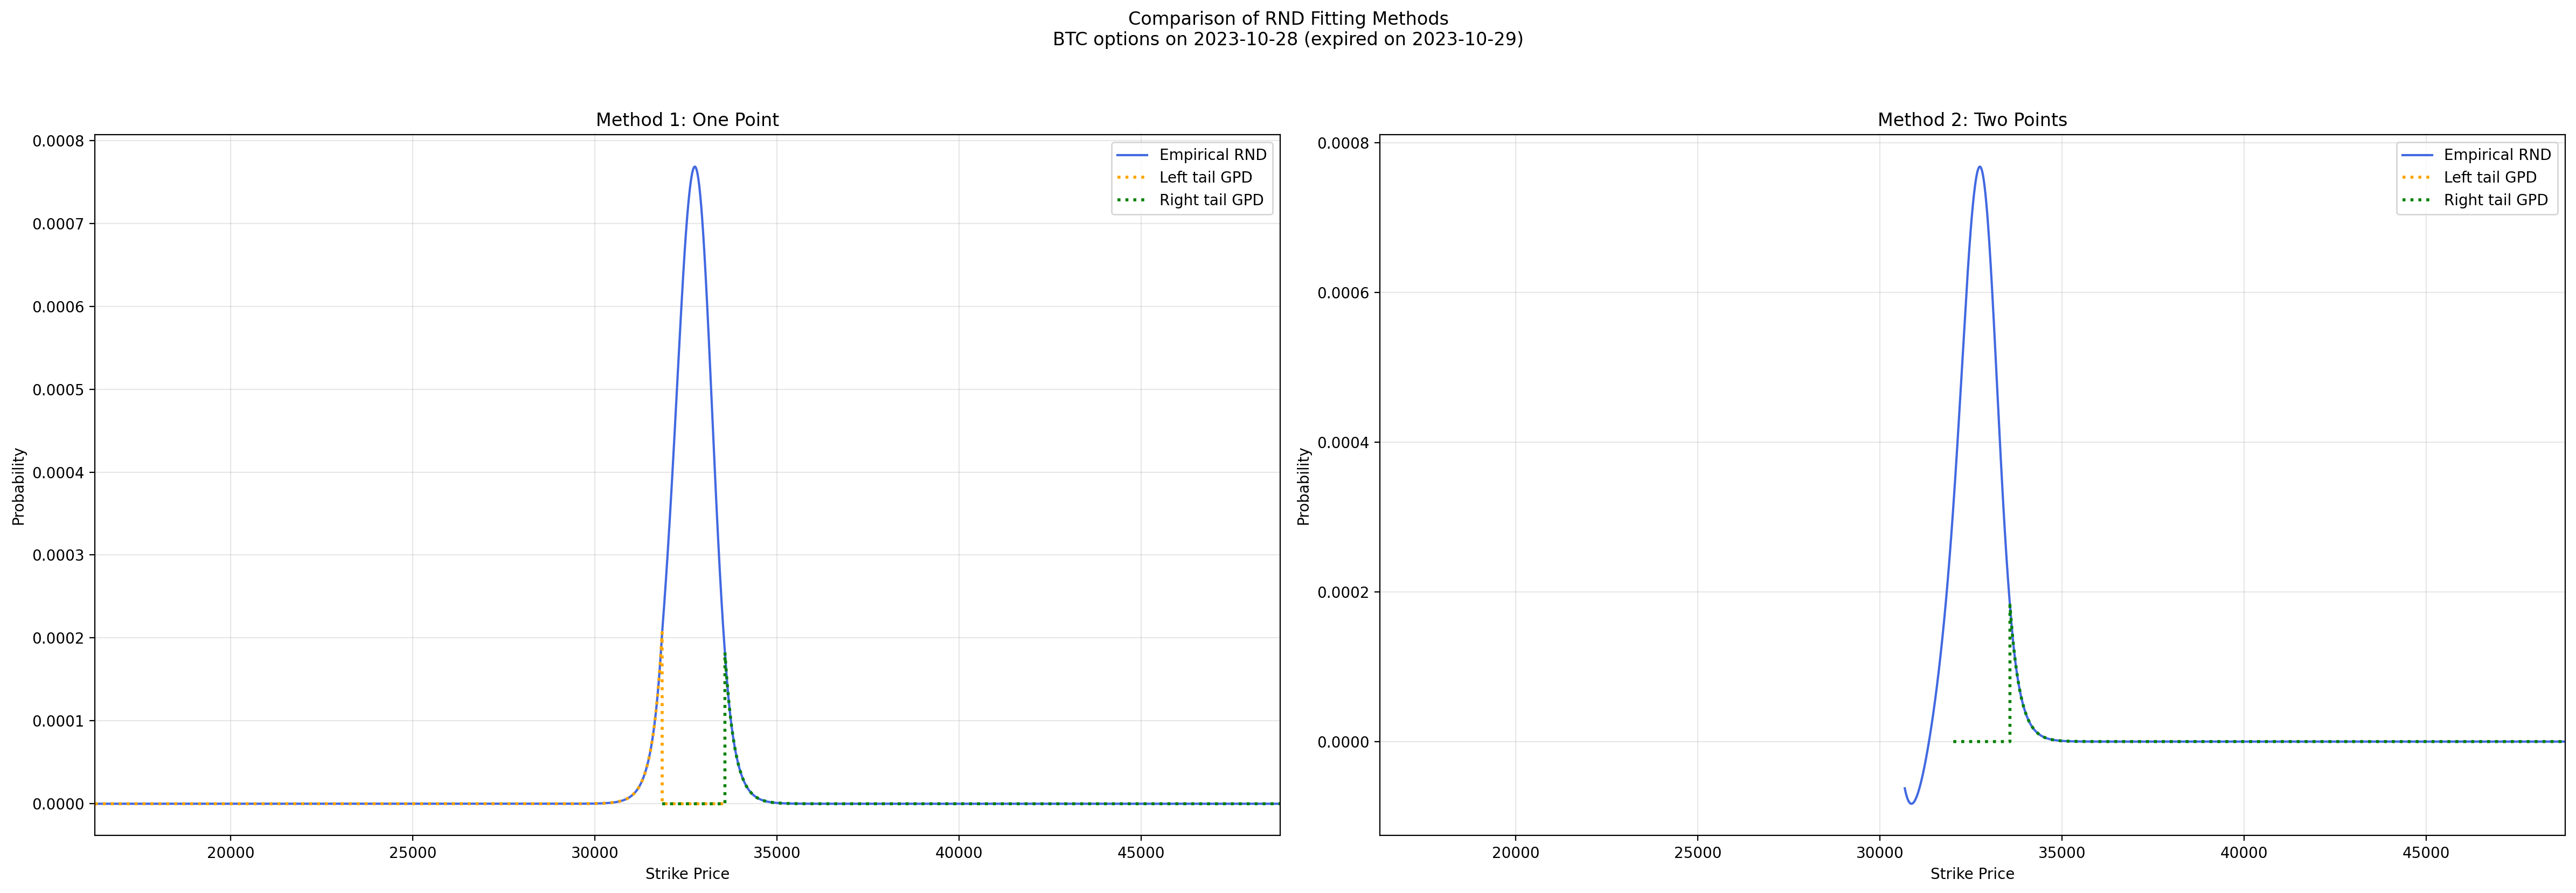 Comparison of RND Fitting Methods
BTC options on 2023-10-28 (expired on 2023-10-29)
Method 1: One Point
0.0008
0.0007
0.0006
0.0005
0.0004
0.0003
0.0002
0.0001
0.0000
Probability
Empirical RND
Left tail GPD
Right tail GPD
20000 25000 30000 35000 40000 45000
Strike Price
Method 2: Two Points
0.0008
0.0006
0.0004
0.0002
0.0000
Probability
Empirical RND
Left tail GPD
Right tail GPD
20000 25000 30000 35000 40000 45000
Strike Price